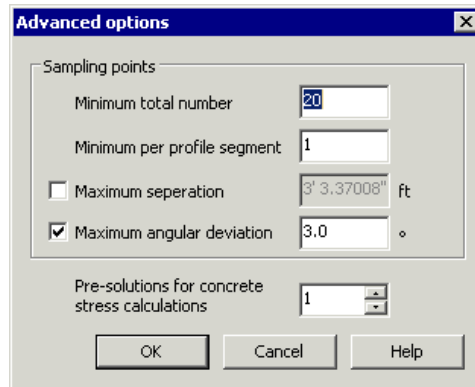 Advanced options
Sampling points
Minimum total number 20
Minimum per profile segment 1
Maximum seperation 3' 3.37008" ft
Maximum angular deviation 3.0 °
Pre-solutions for concrete
stress calculations 1
OK Cancel Help